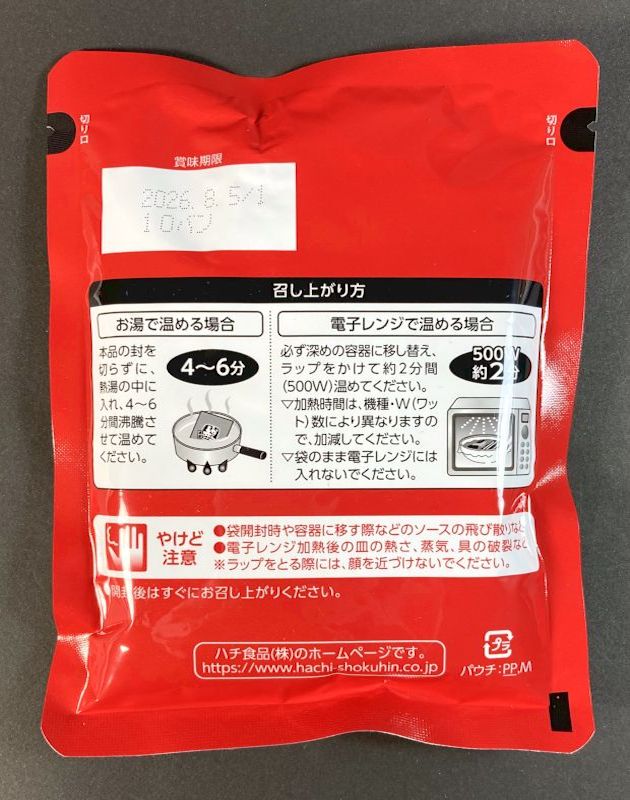 切り口
切り口
賞味期限
2026. 8. 5/1
10ハン
召し上がり方
お湯で温める場合
本品の封を
切らずに、
熱湯の中に
入れ、4～6
分間沸騰さ
せて温めて
ください。
4～6分
電子レンジで温める場合
必ず深めの容器に移し替え、
ラップをかけて約2分間
(500W)温めてください。
▽加熱時間は、機種・W(ワッ
ト)数により異なりますの
で、加減してください。
▽袋のまま電子レンジには
入れないでください。
500W
約2分
やけど
注意
●袋開封時や容器に移す際などのソースの飛び散りなど
●電子レンジ加熱後の皿の熱さ、蒸気、具の破裂など
※ラップをとる際には、顔を近づけないでください。
開封後はすぐにお召し上がりください。
ハチ食品(株)のホームページです。
https://www.hachi-shokuhin.co.jp
プラ
パウチ:PP,M